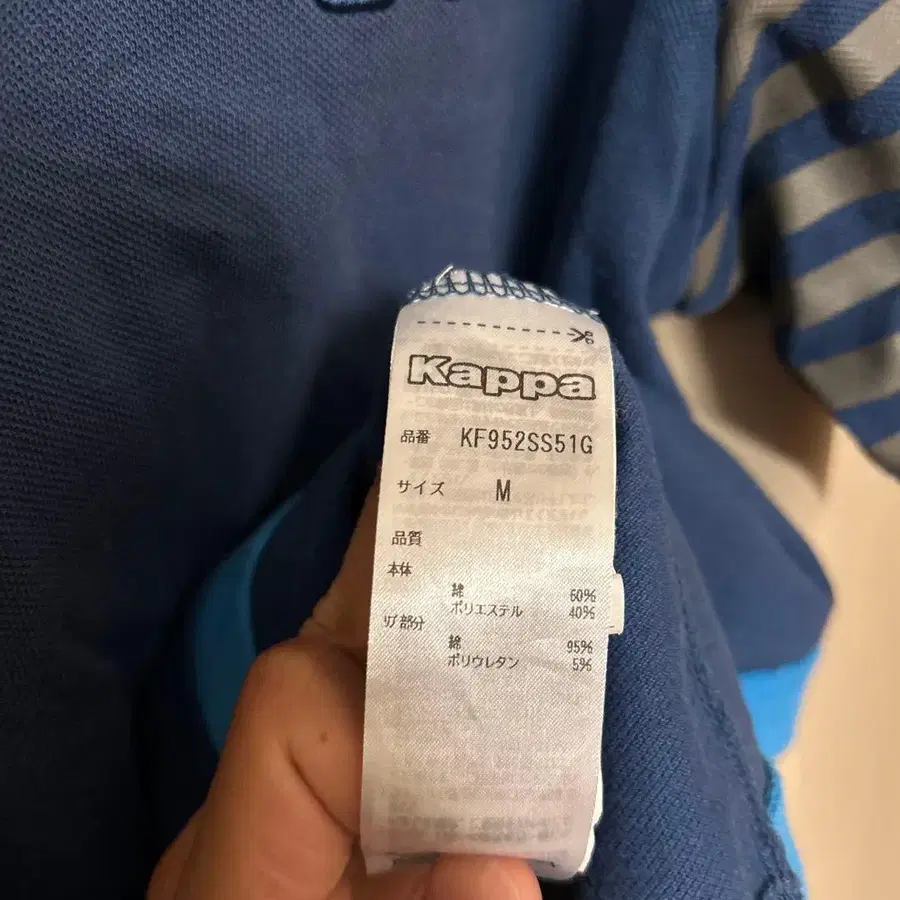 Kappa
品番 KF952SS51G
サイズ M
品質
本体
綿 60%
ポリエステル 40%
リブ部分
綿 95%
ポリウレタン 5%